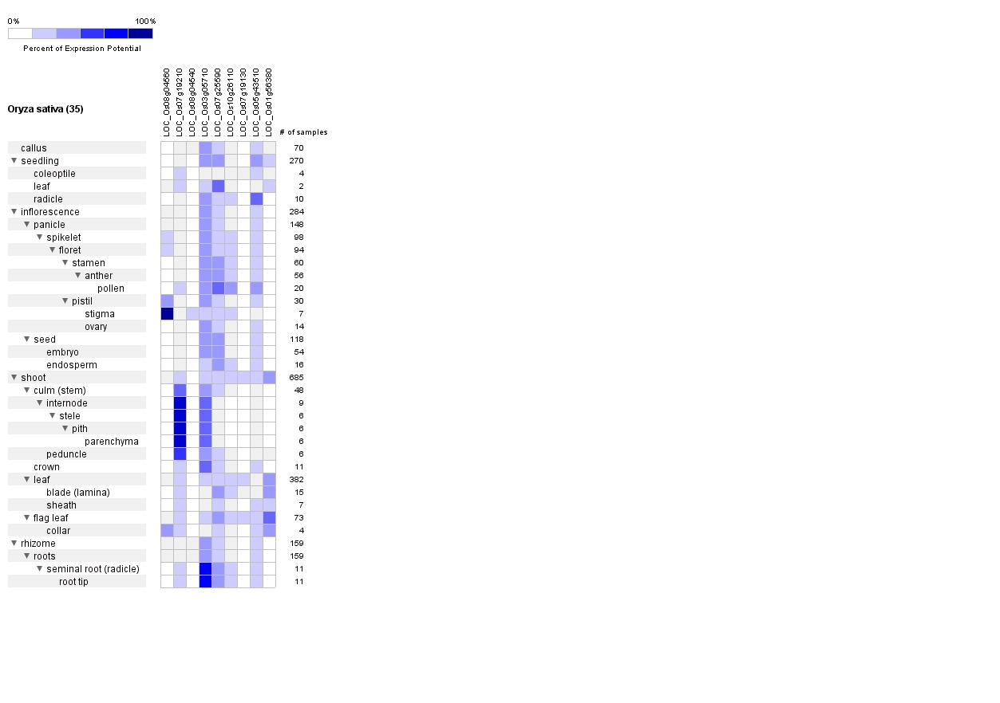 0% 100%
Percent of Expression Potential
LOC_Os08g04560
LOC_Os07g19210
LOC_Os08g04540
LOC_Os03g05710
LOC_Os07g25590
LOC_Os10g26110
LOC_Os07g19130
LOC_Os05g43510
LOC_Os01g56380
Oryza sativa (35)
# of samples
callus 70
▼ seedling 270
coleoptile 4
leaf 2
radicle 10
▼ inflorescence 284
▼ panicle 148
▼ spikelet 98
▼ floret 94
▼ stamen 60
▼ anther 56
pollen 20
▼ pistil 30
stigma 7
ovary 14
▼ seed 118
embryo 54
endosperm 16
▼ shoot 685
▼ culm (stem) 48
▼ internode 9
▼ stele 6
▼ pith 6
parenchyma 6
peduncle 6
crown 11
▼ leaf 382
blade (lamina) 15
sheath 7
▼ flag leaf 73
collar 4
▼ rhizome 159
▼ roots 159
▼ seminal root (radicle) 11
root tip 11